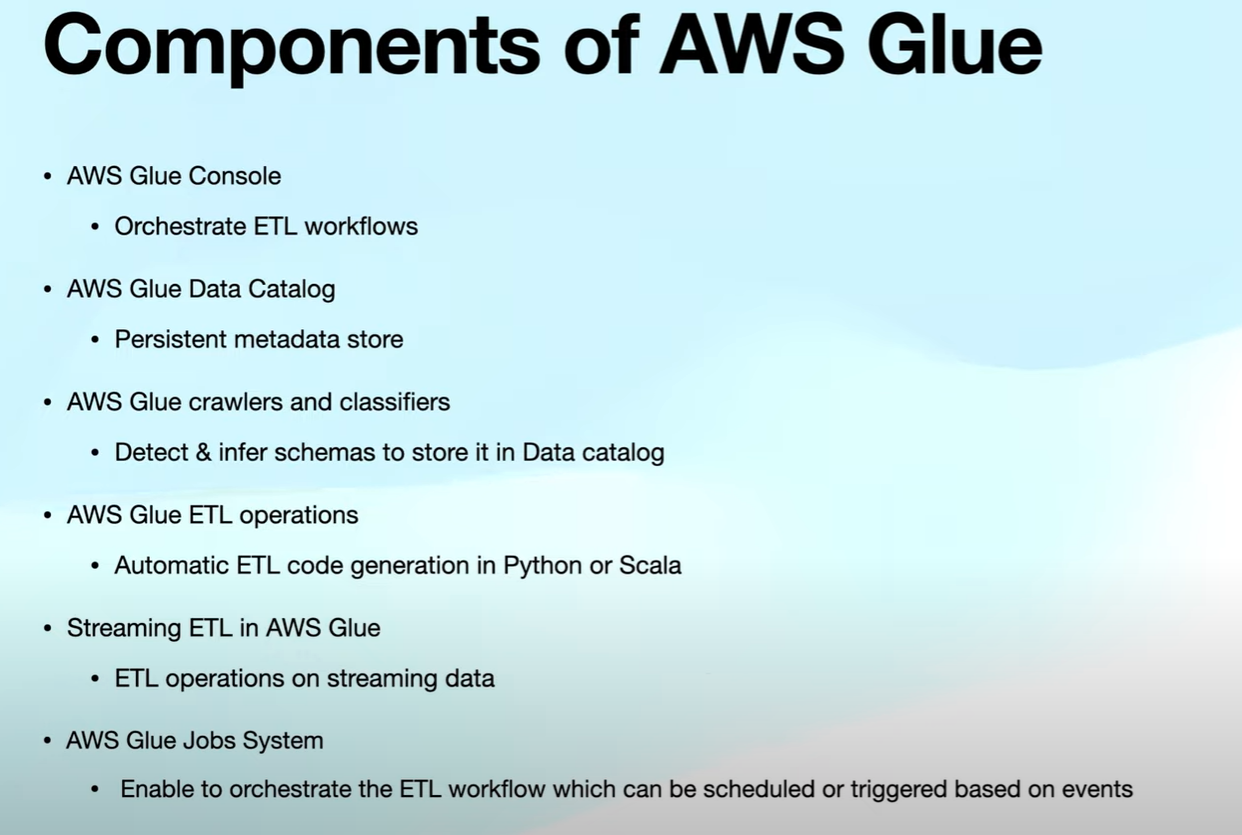 Components of AWS Glue
• AWS Glue Console
• Orchestrate ETL workflows
• AWS Glue Data Catalog
• Persistent metadata store
• AWS Glue crawlers and classifiers
• Detect & infer schemas to store it in Data catalog
• AWS Glue ETL operations
• Automatic ETL code generation in Python or Scala
• Streaming ETL in AWS Glue
• ETL operations on streaming data
• AWS Glue Jobs System
• Enable to orchestrate the ETL workflow which can be scheduled or triggered based on events